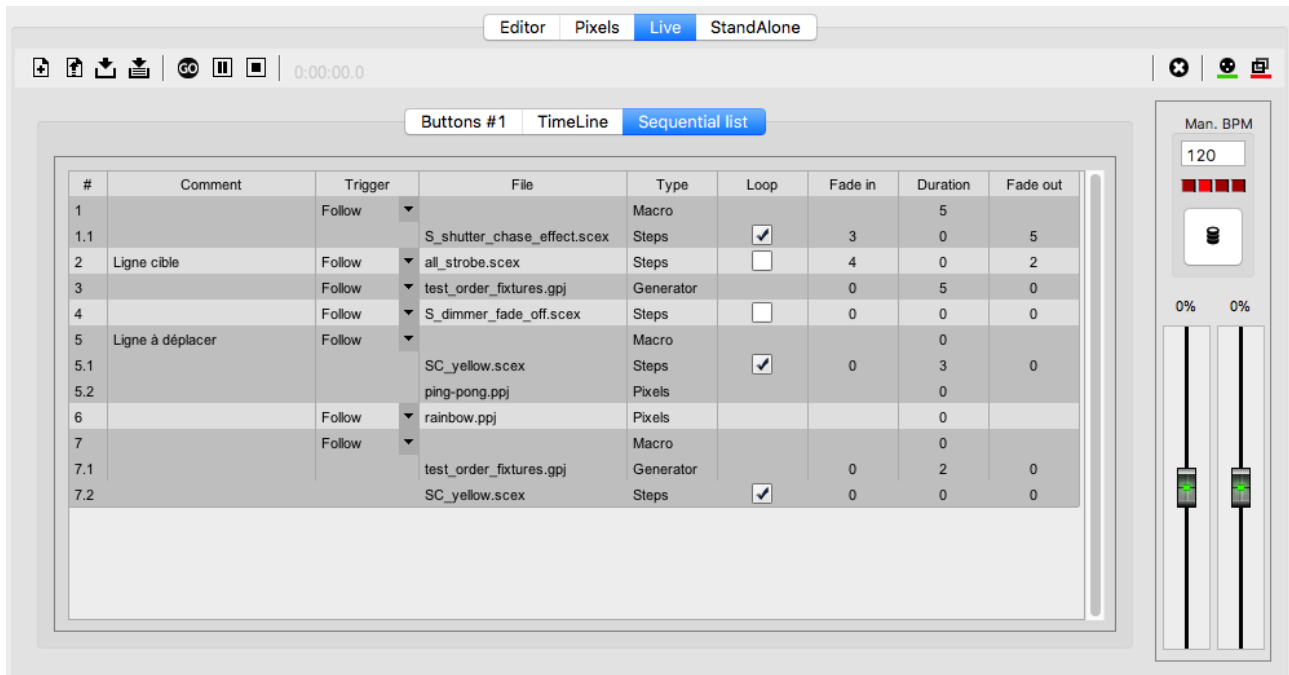 Editor Pixels Live StandAlone
GO 0:00:00.0
Buttons #1 TimeLine Sequential list
Man. BPM
120
# Comment Trigger File Type Loop Fade in Duration Fade out
1 Follow Macro 5
1.1 S_shutter_chase_effect.scex Steps 3 0 5
2 Ligne cible Follow all_strobe.scex Steps 4 0 2
3 Follow test_order_fixtures.gpj Generator 0 5 0
4 Follow S_dimmer_fade_off.scex Steps 0 0 0
5 Ligne à déplacer Follow Macro 0
5.1 SC_yellow.scex Steps 0 3 0
5.2 ping-pong.ppj Pixels 0
6 Follow rainbow.ppj Pixels 0
7 Follow Macro 0
7.1 test_order_fixtures.gpj Generator 0 2 0
7.2 SC_yellow.scex Steps 0 0 0
0% 0%